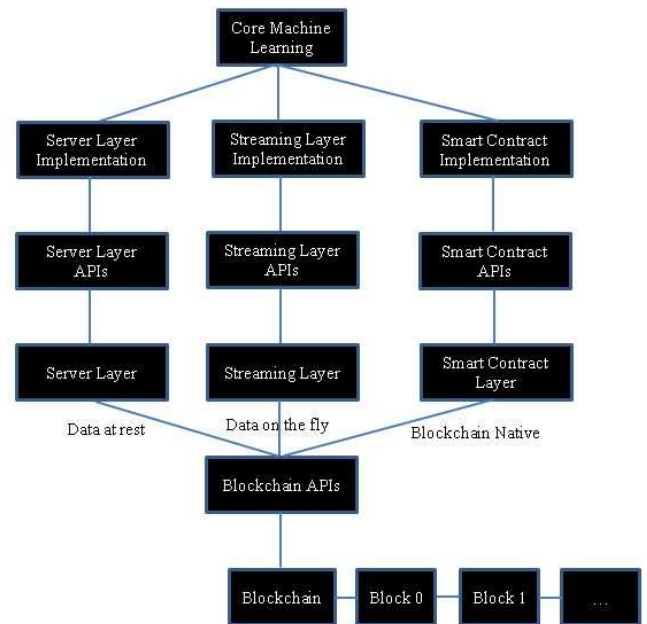 Core Machine
Learning
Server Layer
Implementation
Streaming Layer
Implementation
Smart Contract
Implementation
Server Layer
APIs
Streaming Layer
APIs
Smart Contract
APIs
Server Layer
Streaming Layer
Smart Contract
Layer
Data at rest
Data on the fly
Blockchain Native
Blockchain APIs
Blockchain
Block 0
Block 1
...